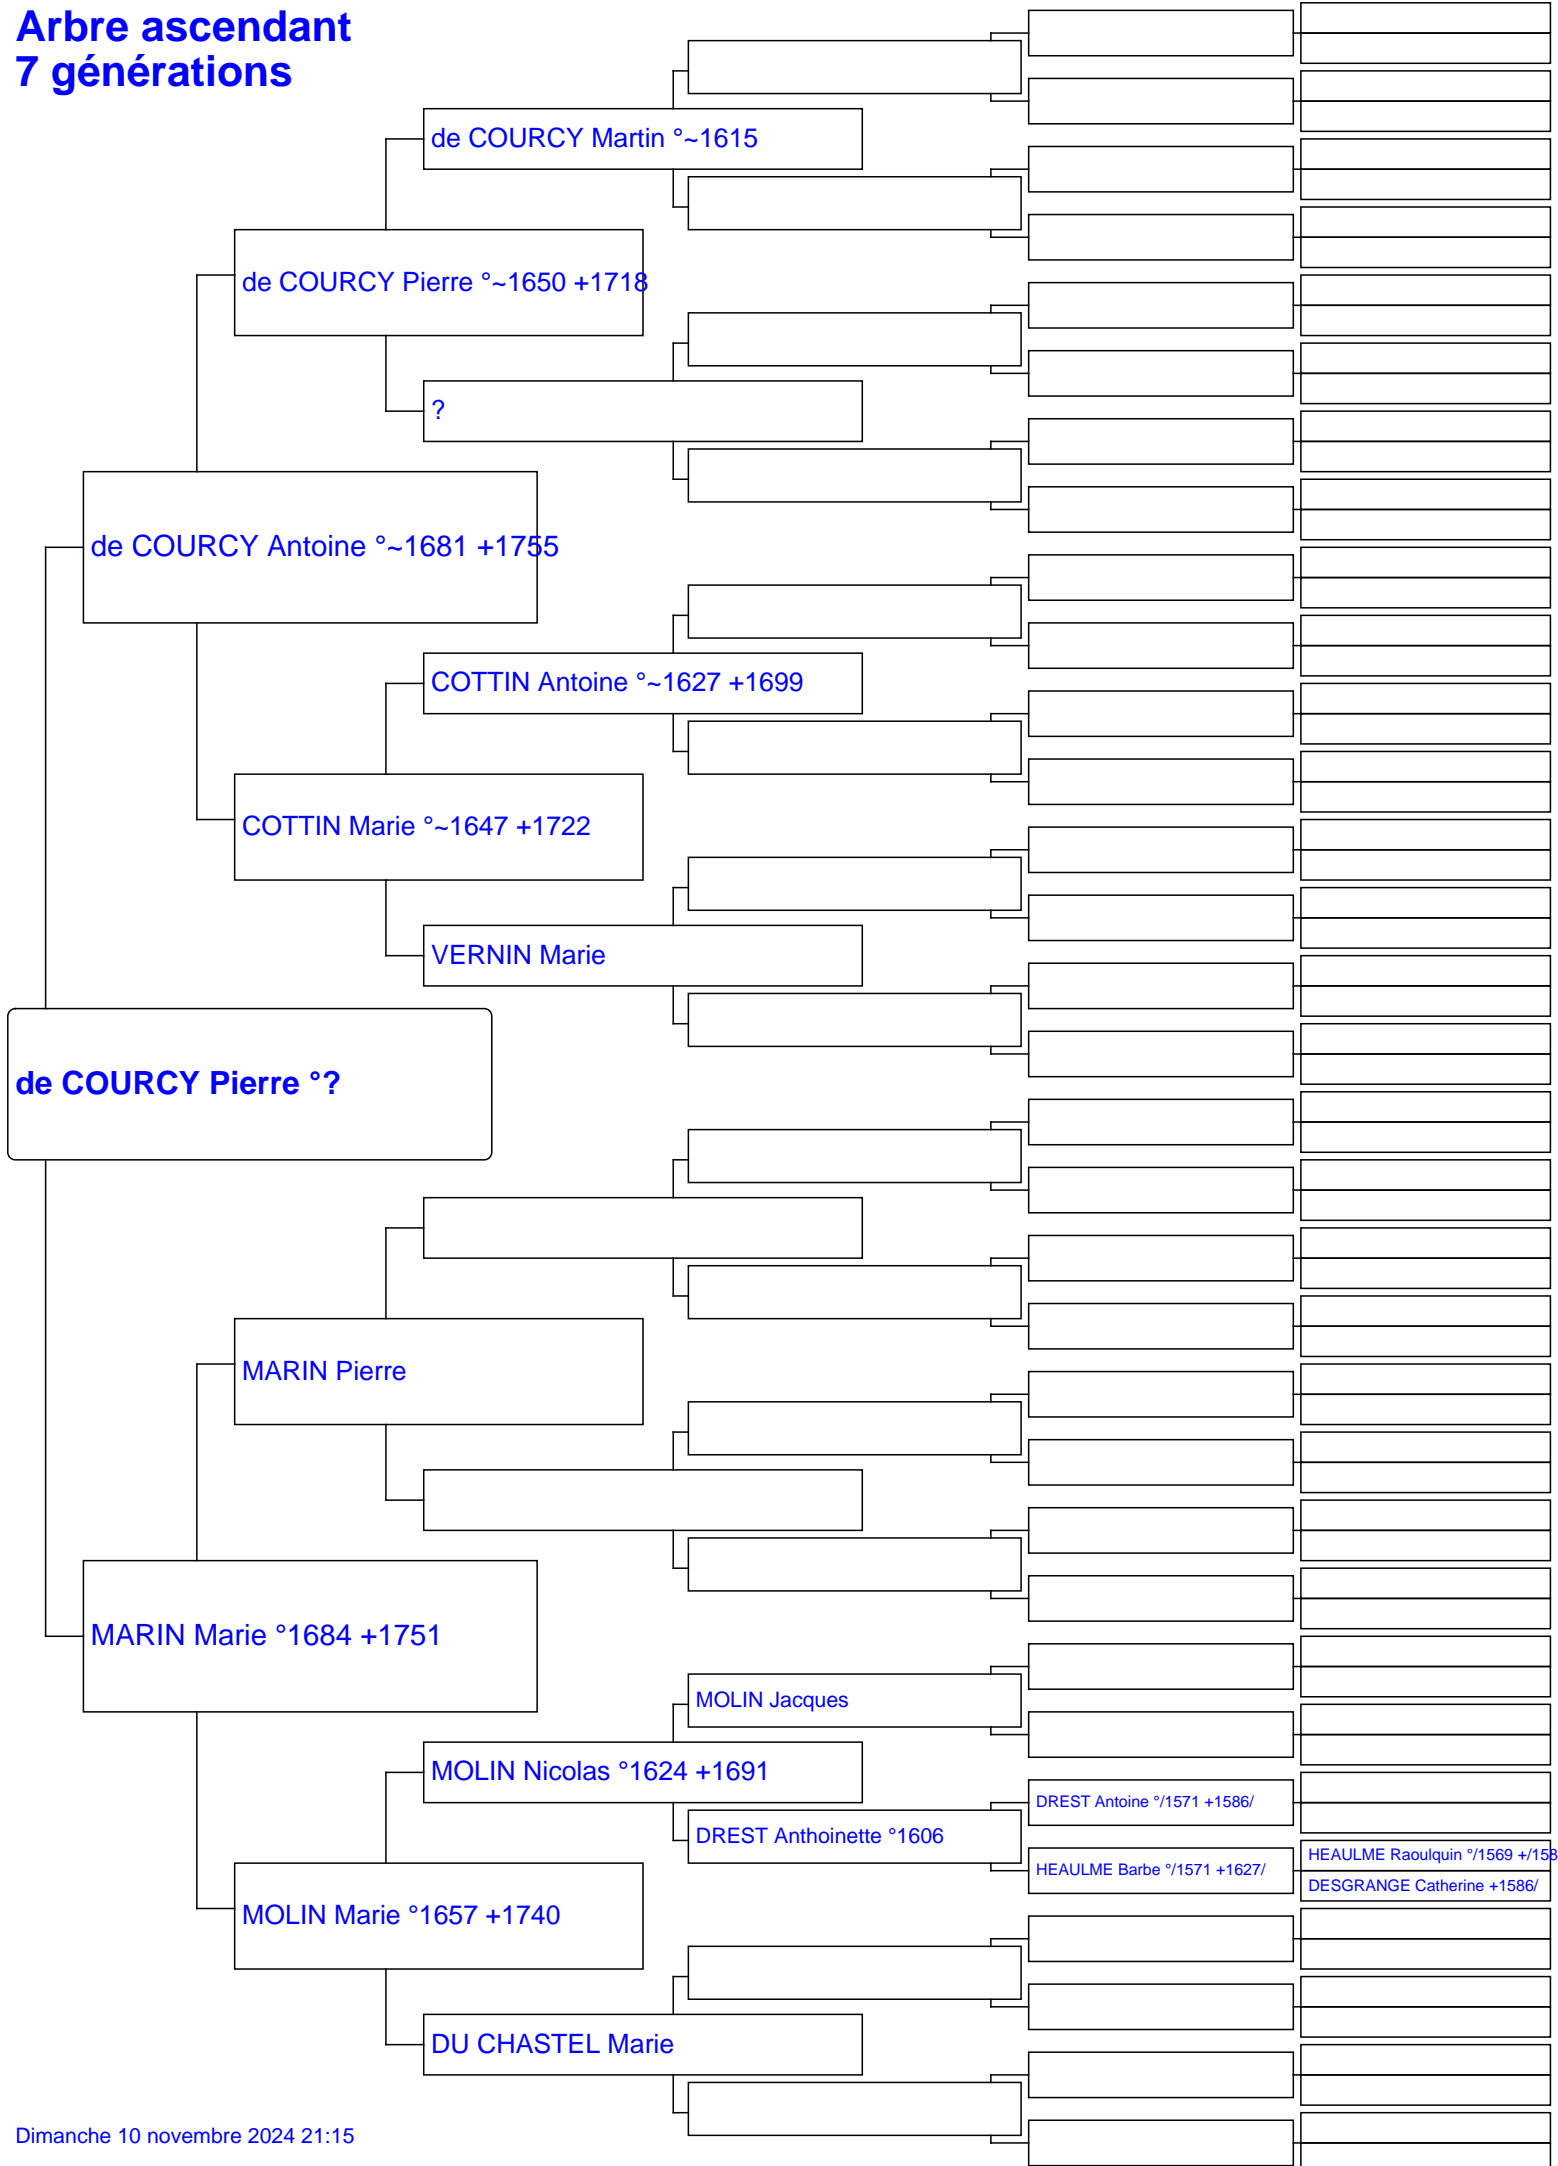 Arbre ascendant
7 générations
de COURCY Martin °~1615
de COURCY Pierre °~1650 +1718
?
de COURCY Antoine °~1681 +1755
COTTIN Antoine °~1627 +1699
COTTIN Marie °~1647 +1722
VERNIN Marie
de COURCY Pierre °?
MARIN Pierre
MARIN Marie °1684 +1751
MOLIN Jacques
MOLIN Nicolas °1624 +1691
DREST Antoine °/1571 +1586/
DREST Anthoinette °1606
HEAULME Raoulquin °/1569 +/158
HEAULME Barbe °/1571 +1627/
DESGRANGE Catherine +1586/
MOLIN Marie °1657 +1740
DU CHASTEL Marie
Dimanche 10 novembre 2024 21:15